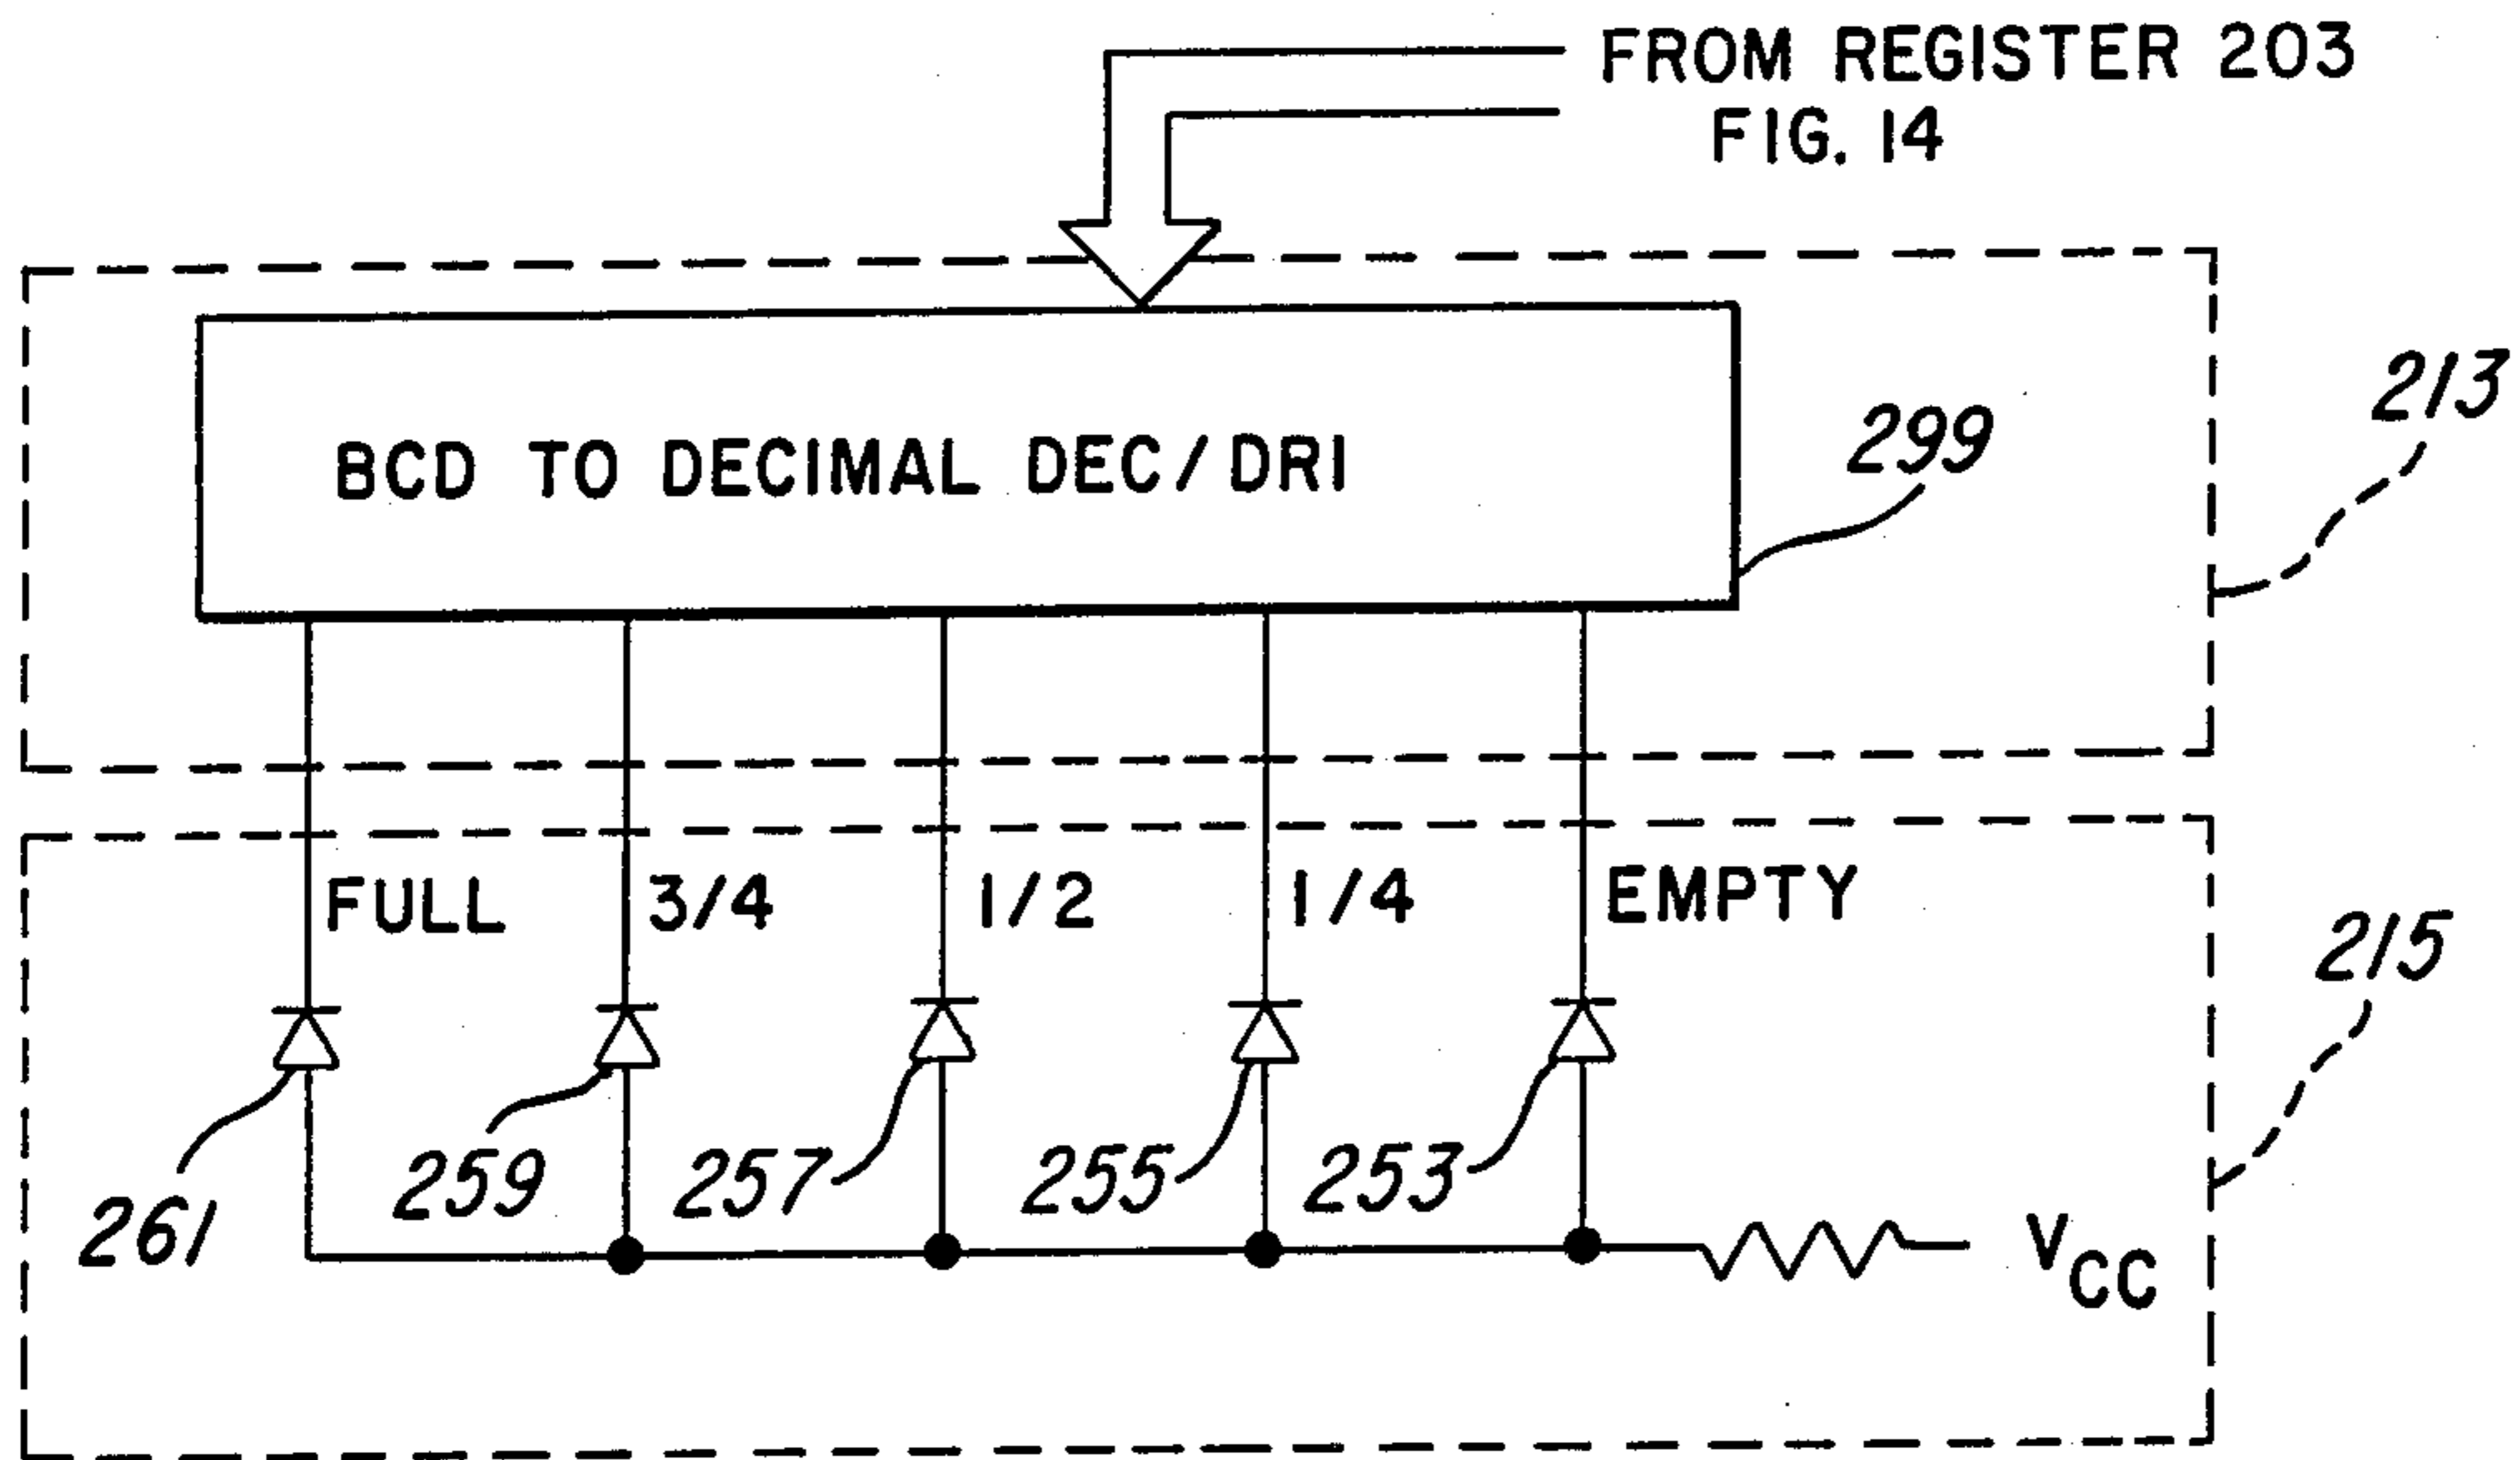 FROM REGISTER 203
FIG. 14
213
299
BCD TO DECIMAL DEC/DRI
FULL 3/4 1/2 1/4 EMPTY
215
261 259 257 255 253
VCC